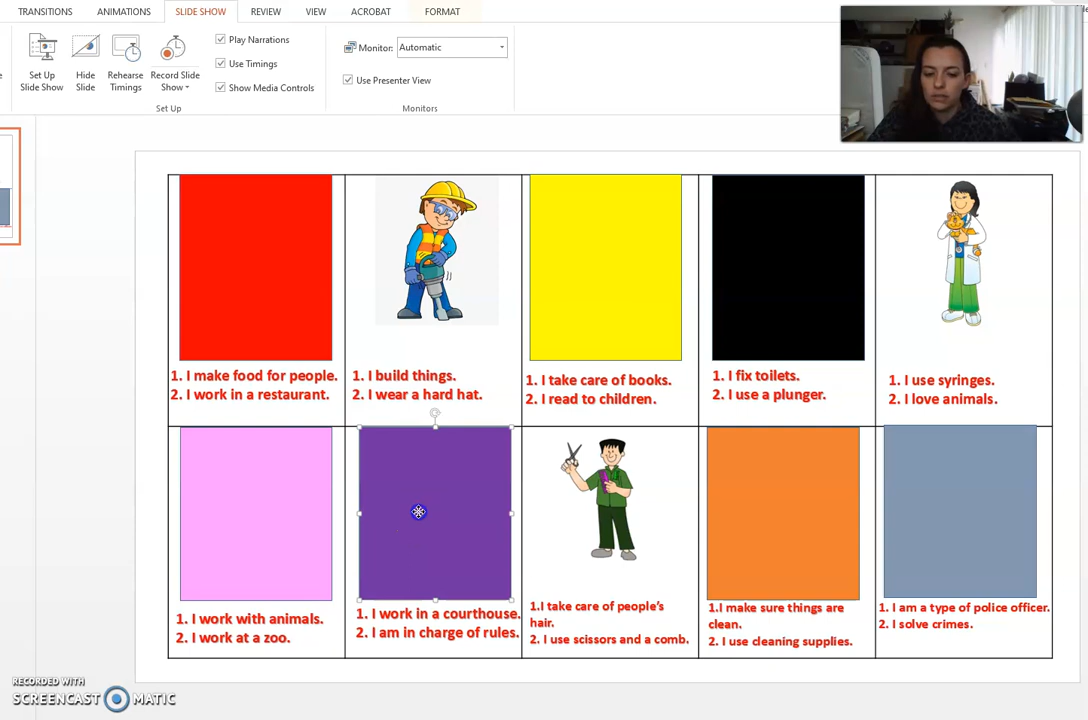 TRANSITIONS ANIMATIONS SLIDE SHOW REVIEW VIEW ACROBAT FORMAT
Set Up
Slide Show
Hide
Slide
Rehearse
Timings
Record Slide
Show
Play Narrations
Use Timings
Show Media Controls
Set Up
Monitor: Automatic
Use Presenter View
Monitors
1. I make food for people.
2. I work in a restaurant.
1. I build things.
2. I wear a hard hat.
1. I take care of books.
2. I read to children.
1. I fix toilets.
2. I use a plunger.
1. I use syringes.
2. I love animals.
1. I work with animals.
2. I work at a zoo.
1. I work in a courthouse.
2. I am in charge of rules.
1.I take care of people's
hair.
2. I use scissors and a comb.
1.I make sure things are
clean.
2. I use cleaning supplies.
1. I am a type of police officer.
2. I solve crimes.
RECORDED WITH
SCREENCAST MATIC